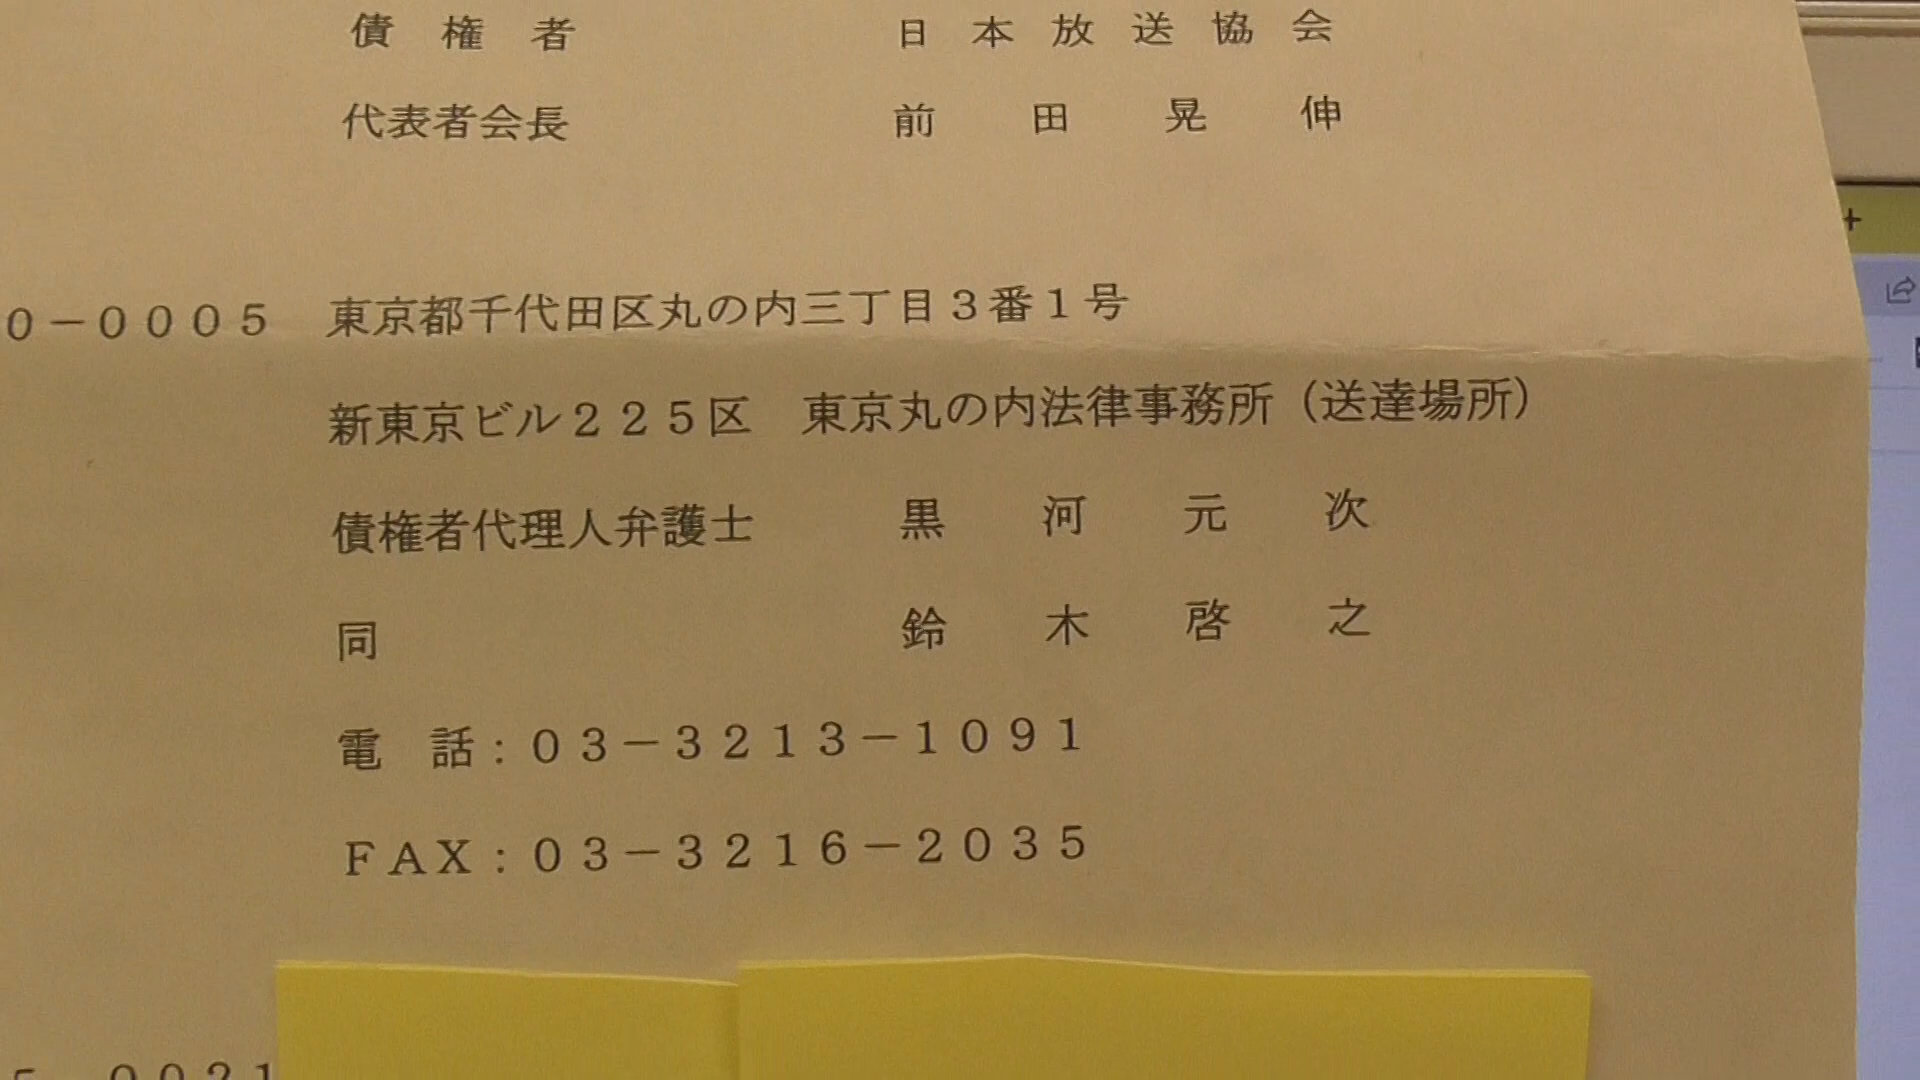 債 権 者　日 本 放 送 協 会
代表者会長　前 田 晃 伸
0－0005　東京都千代田区丸の内三丁目3番1号
新東京ビル225区　東京丸の内法律事務所（送達場所）
債権者代理人弁護士　黒 河 元 次
同　鈴 木 啓 之
電 話：03－3213－1091
FAX：03－3216－2035
0021